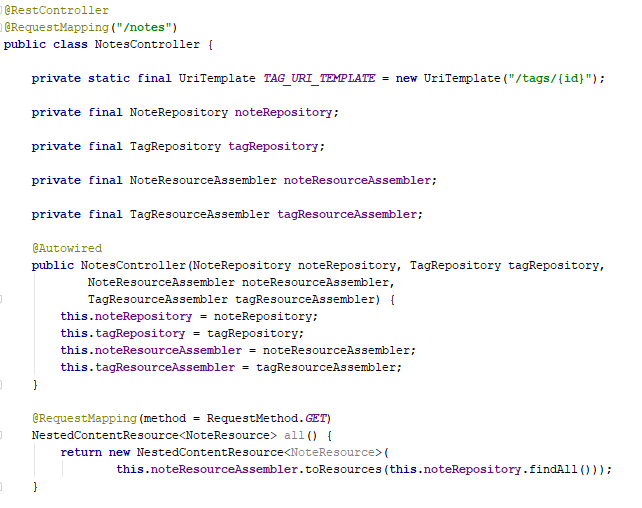 @RestController
@RequestMapping("/notes")
public class NotesController {
    private static final UriTemplate TAG_URI_TEMPLATE = new UriTemplate("/tags/{id}");
    private final NoteRepository noteRepository;
    private final TagRepository tagRepository;
    private final NoteResourceAssembler noteResourceAssembler;
    private final TagResourceAssembler tagResourceAssembler;
    @Autowired
    public NotesController(NoteRepository noteRepository, TagRepository tagRepository,
            NoteResourceAssembler noteResourceAssembler,
            TagResourceAssembler tagResourceAssembler) {
        this.noteRepository = noteRepository;
        this.tagRepository = tagRepository;
        this.noteResourceAssembler = noteResourceAssembler;
        this.tagResourceAssembler = tagResourceAssembler;
    }
    @RequestMapping(method = RequestMethod.GET)
    NestedContentResource<NoteResource> all() {
        return new NestedContentResource<NoteResource>(
                this.noteResourceAssembler.toResources(this.noteRepository.findAll()));
    }